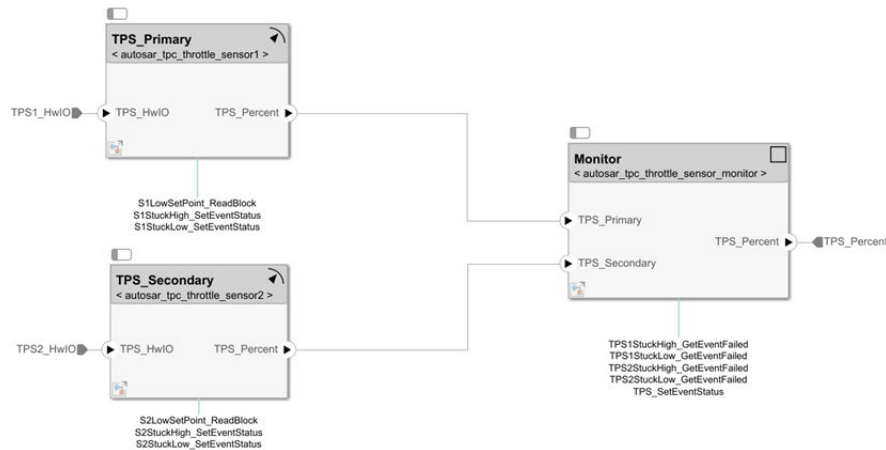 TPS_Primary
< autosar_tpc_throttle_sensor1 >
TPS1_HwIO
TPS_HwIO
TPS_Percent
S1LowSetPoint_ReadBlock
S1StuckHigh_SetEventStatus
S1StuckLow_SetEventStatus
TPS_Secondary
< autosar_tpc_throttle_sensor2 >
TPS2_HwIO
TPS_HwIO
TPS_Percent
S2LowSetPoint_ReadBlock
S2StuckHigh_SetEventStatus
S2StuckLow_SetEventStatus
Monitor
< autosar_tpc_throttle_sensor_monitor >
TPS_Primary
TPS_Secondary
TPS_Percent
TPS_Percent
TPS1StuckHigh_GetEventFailed
TPS1StuckLow_GetEventFailed
TPS2StuckHigh_GetEventFailed
TPS2StuckLow_GetEventFailed
TPS_SetEventStatus